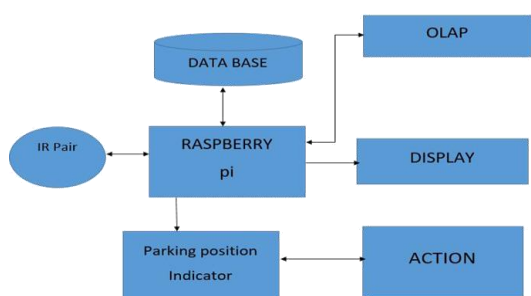 OLAP
DATA BASE
IR Pair
RASPBERRY
pi
DISPLAY
Parking position
Indicator
ACTION